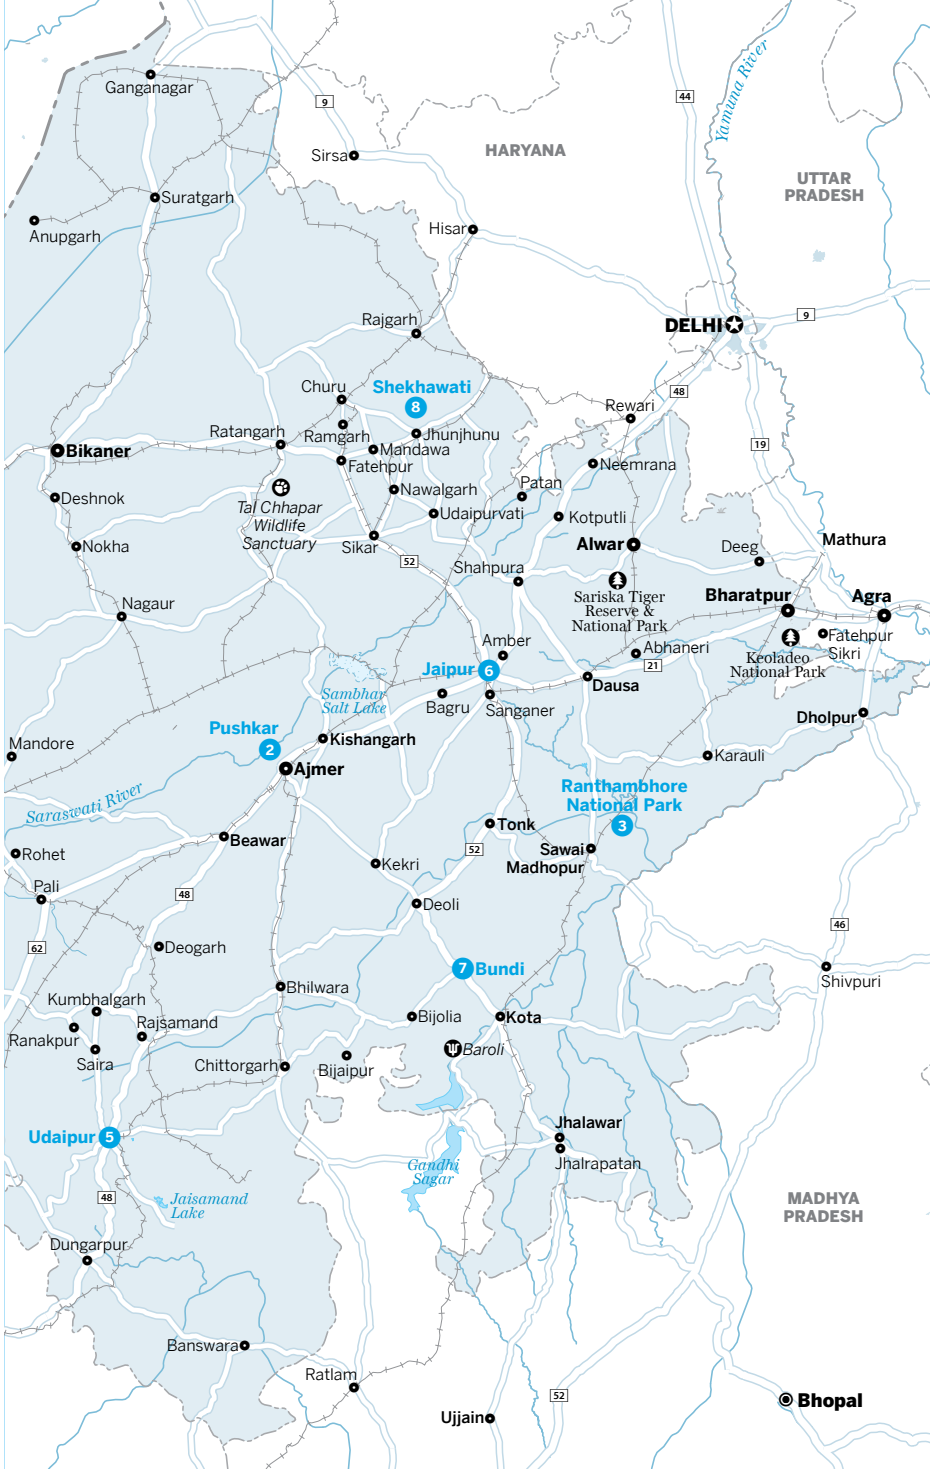 Ganganagar
9
44
Yamuna River
Sirsa
HARYANA
UTTAR
PRADESH
Suratgarh
Anupgarh
Hisar
Rajgarh
DELHI
9
Churu
Shekhawati
8
48
Rewari
Ratangarh
Ramgarh
Jhunjhunu
19
Bikaner
Mandawa
Fatehpur
Neemrana
Deshnok
Nawalgarh
Patan
Tal Chhapar
Wildlife
Sanctuary
Udaipurvati
Kotputli
Nokha
Sikar
Alwar
Deeg
Mathura
52
Shahpura
Sariska Tiger
Reserve &
National Park
Bharatpur
Agra
Nagaur
Amber
Abhaneri
Fatehpur
Sikri
Keoladeo
National Park
Jaipur
6
21
Sambhar
Salt Lake
Bagru
Sanganer
Dausa
Dholpur
Pushkar
2
Kishangarh
Mandore
Karauli
Ajmer
Ranthambhore
National Park
3
Saraswati River
Tonk
Beawar
52
Sawai
Madhopur
Rohet
Kekri
Pali
48
Deoli
46
62
Deogarh
7
Bundi
Shivpuri
Bhilwara
Kumbhalgarh
Rajsamand
Bijolia
Kota
Ranakpur
Saira
Chittorgarh
Bijaipur
Baroli
Udaipur
5
Jhalawar
Jhalrapatan
Gandhi
Sagar
48
Jaisamand
Lake
MADHYA
PRADESH
Dungarpur
Banswara
Ratlam
52
Bhopal
Ujjain